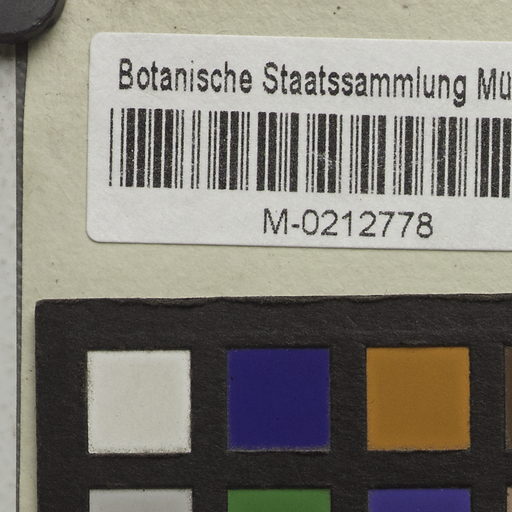 Botanische Staatssammlung Mü
M-0212778